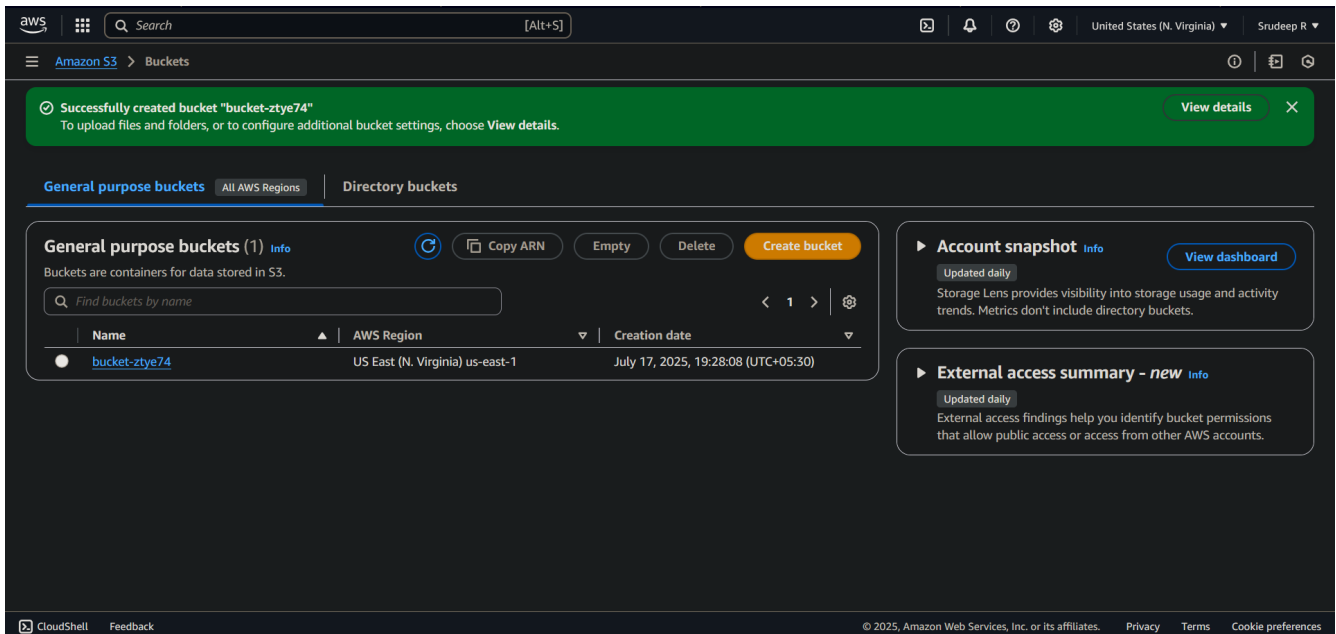 aws
Search [Alt+S]
United States (N. Virginia) Srudeep R
Amazon S3 > Buckets
Successfully created bucket "bucket-ztye74"
To upload files and folders, or to configure additional bucket settings, choose View details.
View details
General purpose buckets All AWS Regions Directory buckets
General purpose buckets (1) Info
Copy ARN Empty Delete Create bucket
Buckets are containers for data stored in S3.
Find buckets by name
1
Name AWS Region Creation date
bucket-ztye74 US East (N. Virginia) us-east-1 July 17, 2025, 19:28:08 (UTC+05:30)
Account snapshot Info
View dashboard
Updated daily
Storage Lens provides visibility into storage usage and activity
trends. Metrics don't include directory buckets.
External access summary - new Info
Updated daily
External access findings help you identify bucket permissions
that allow public access or access from other AWS accounts.
CloudShell Feedback © 2025, Amazon Web Services, Inc. or its affiliates. Privacy Terms Cookie preferences